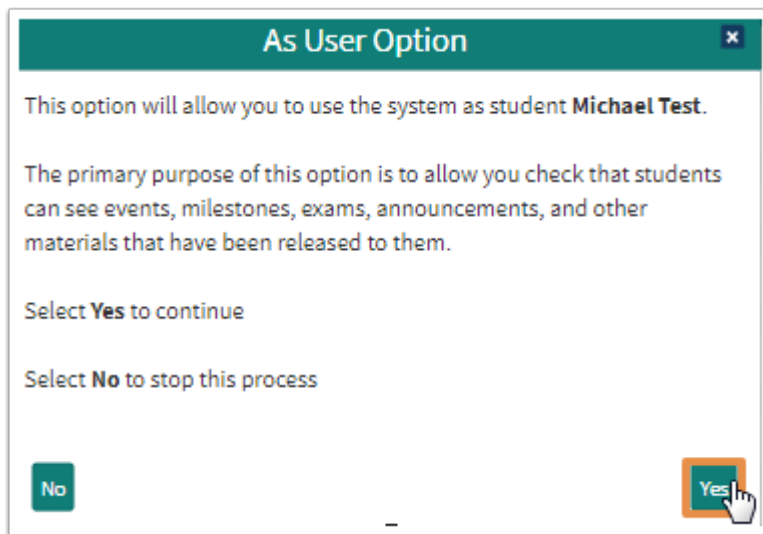 As User Option
This option will allow you to use the system as student Michael Test.
The primary purpose of this option is to allow you check that students
can see events, milestones, exams, announcements, and other
materials that have been released to them.
Select Yes to continue
Select No to stop this process
No
Yes